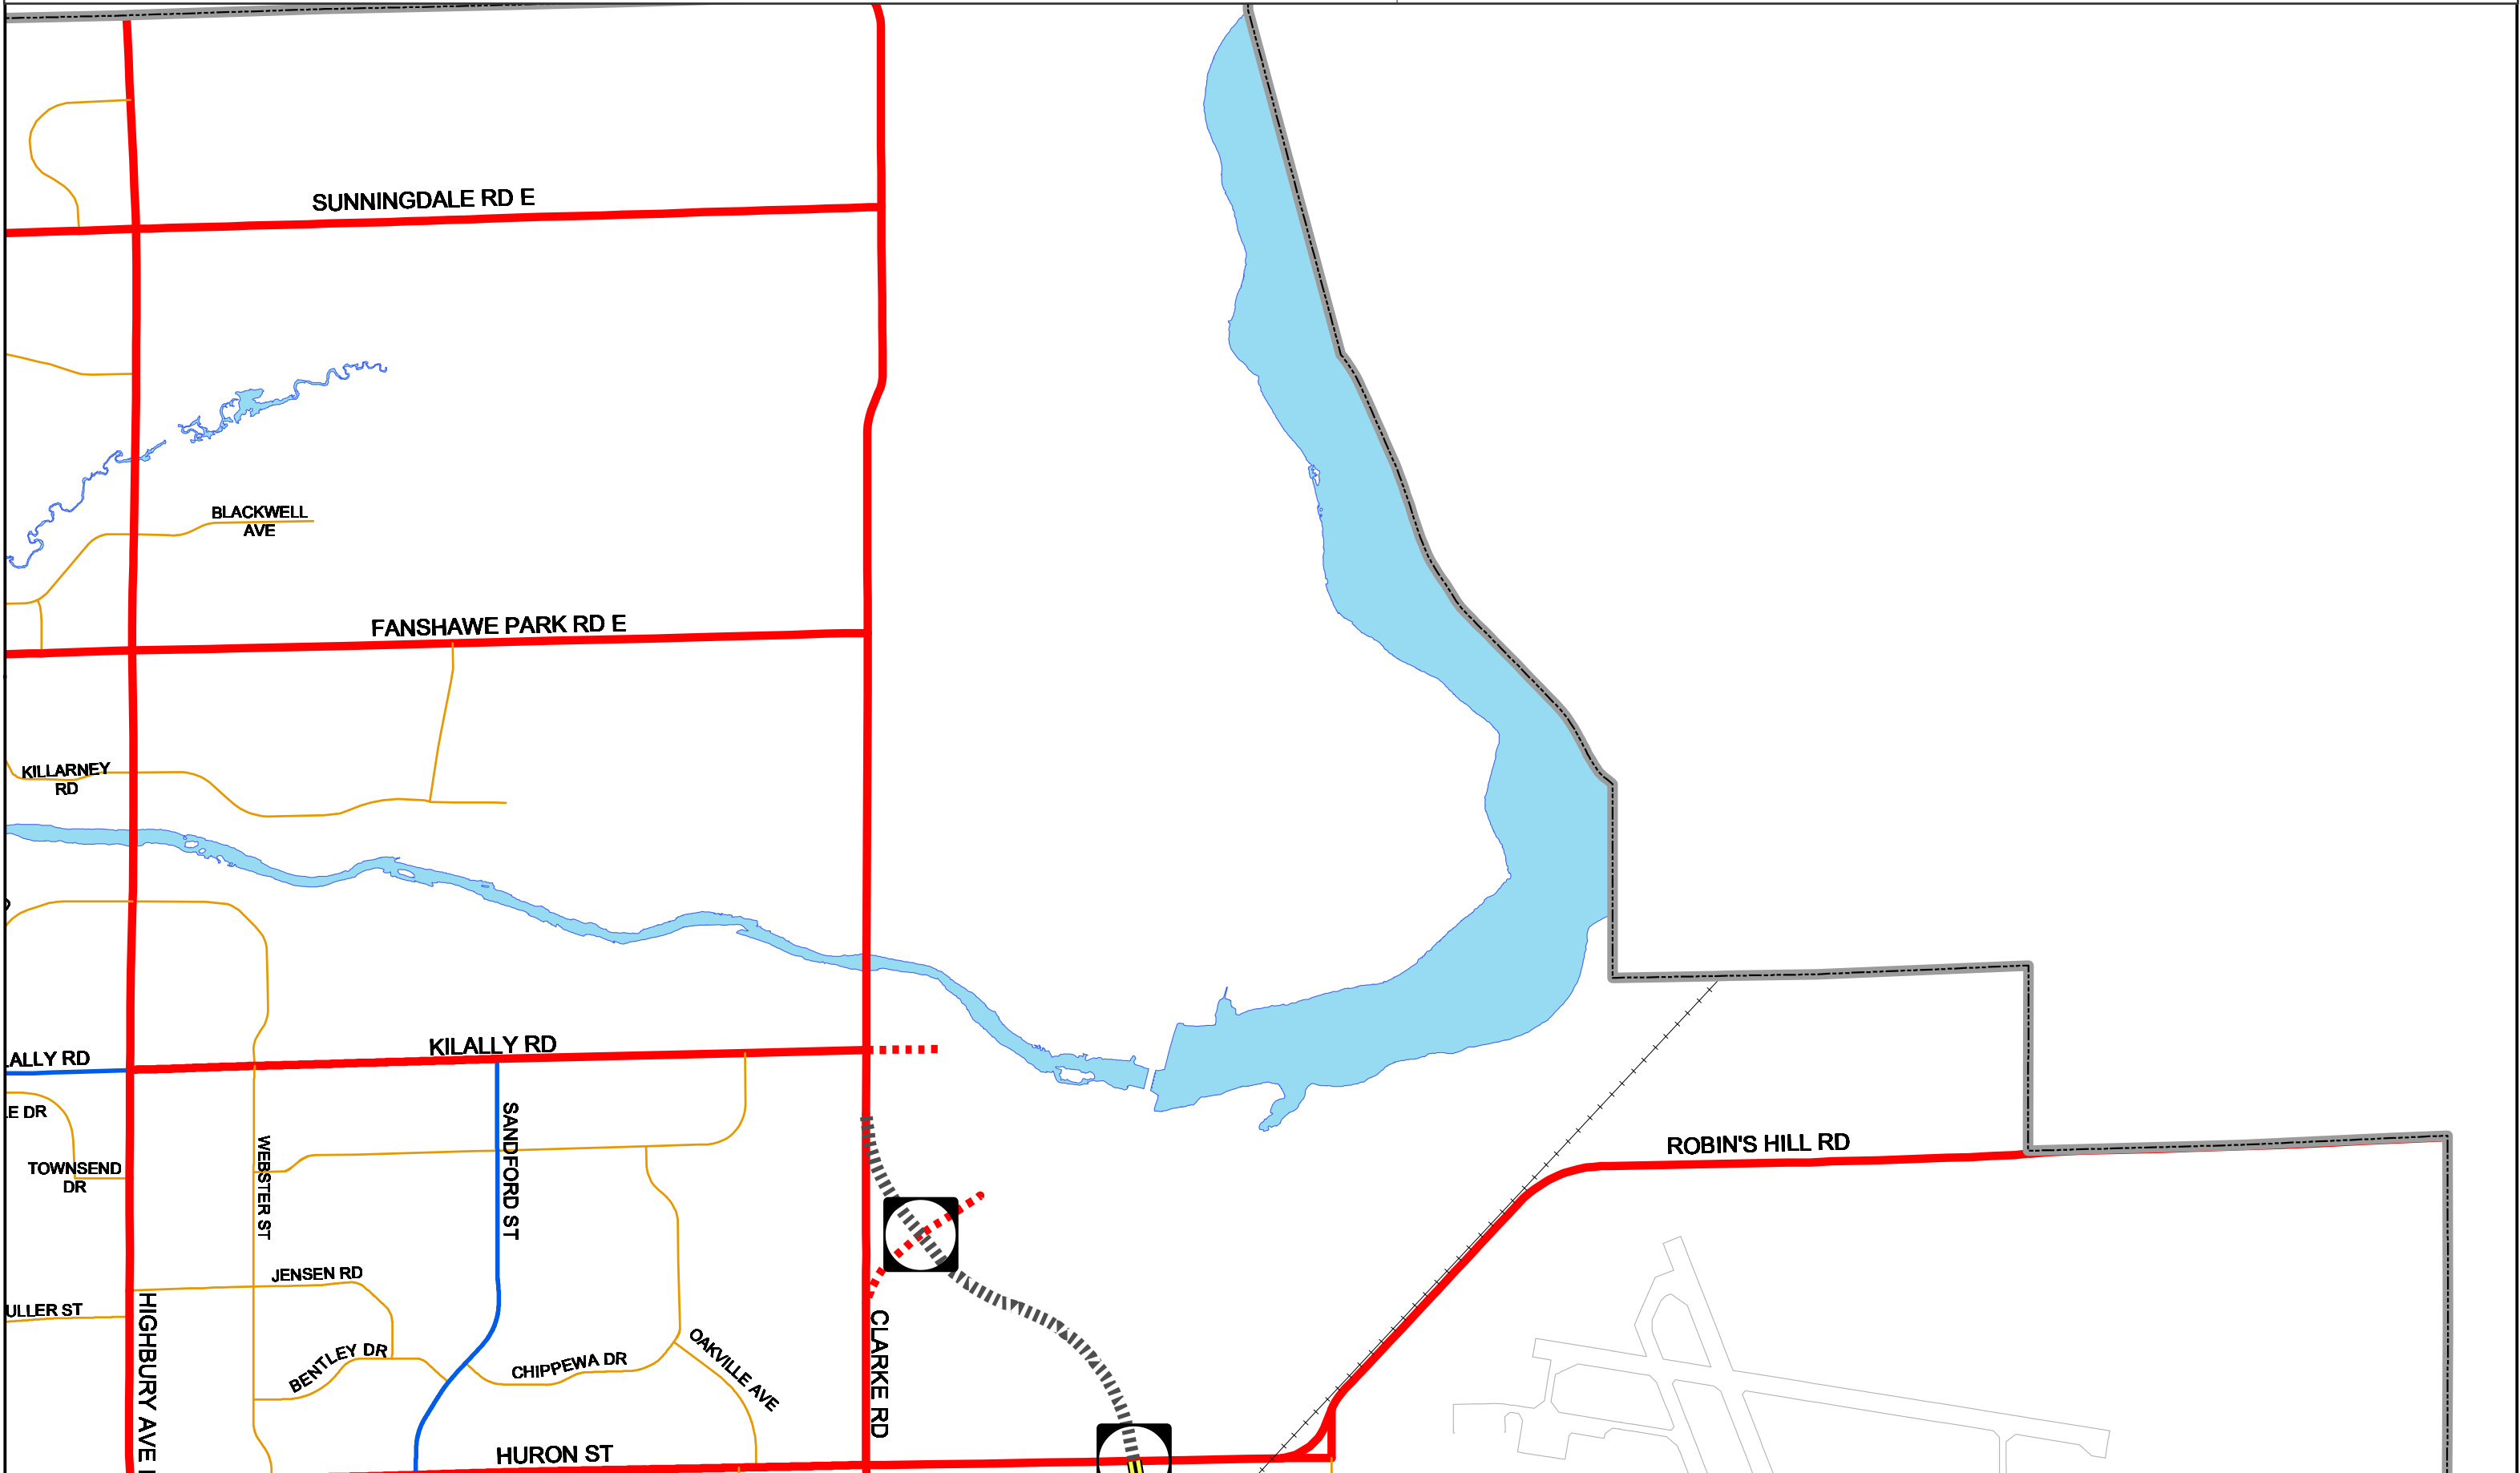 SUNNINGDALE RD E
BLACKWELL
AVE
FANSHAWE PARK RD E
KILLARNEY
RD
KILALLY RD
ALLY RD
E DR
SANDFORD ST
WEBSTER ST
TOWNSEND
DR
ROBIN'S HILL RD
JENSEN RD
ULLER ST
HIGHBURY AVE
BENTLEY DR
CHIPPEWA DR
OAKVILLE AVE
CLARKE RD
HURON ST